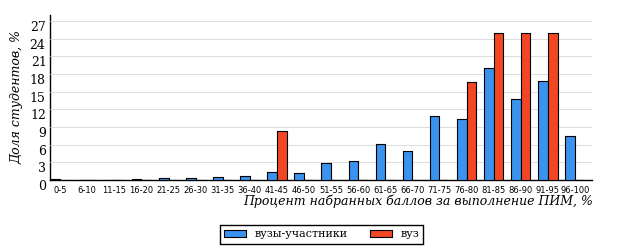 Доля студентов, %
27
24
21
18
15
12
9
6
3
0
0-5 6-10 11-15 16-20 21-25 26-30 31-35 36-40 41-45 46-50 51-55 56-60 61-65 66-70 71-75 76-80 81-85 86-90 91-95 96-100
Процент набранных баллов за выполнение ПИМ, %
вузы-участники вуз